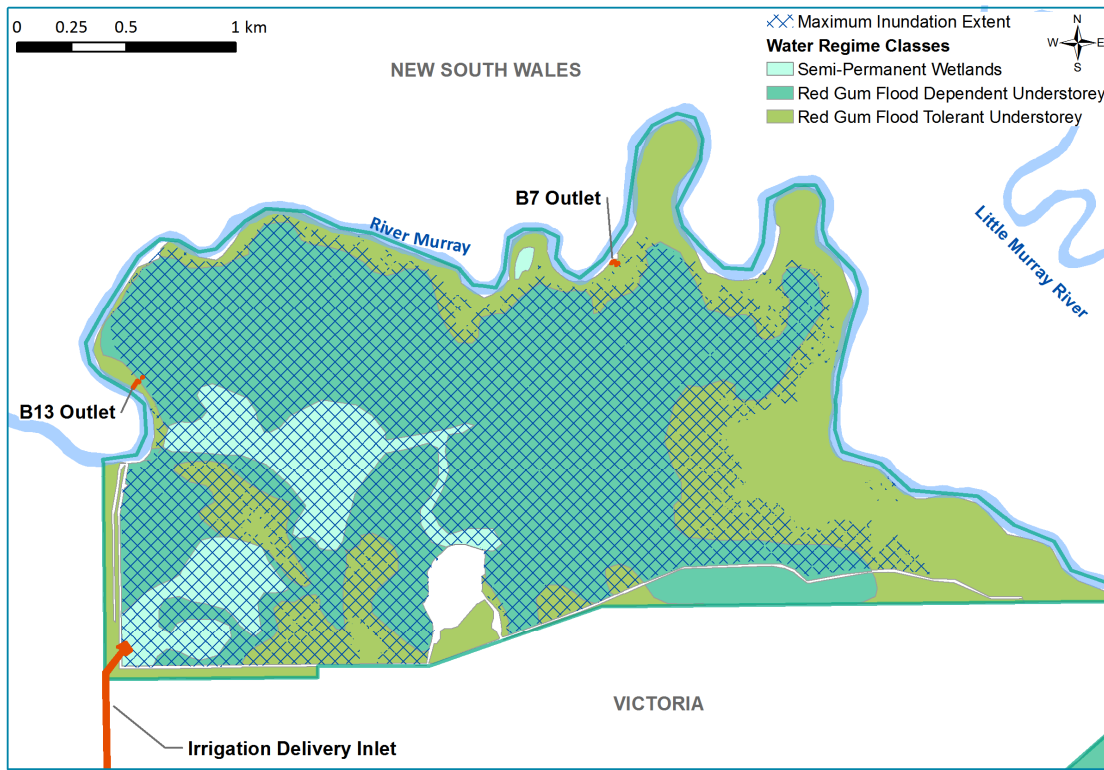 0 0.25 0.5 1 km
Maximum Inundation Extent
Water Regime Classes
Semi-Permanent Wetlands
Red Gum Flood Dependent Understorey
Red Gum Flood Tolerant Understorey
N
W E
S
NEW SOUTH WALES
B7 Outlet
River Murray
Little Murray River
B13 Outlet
VICTORIA
Irrigation Delivery Inlet